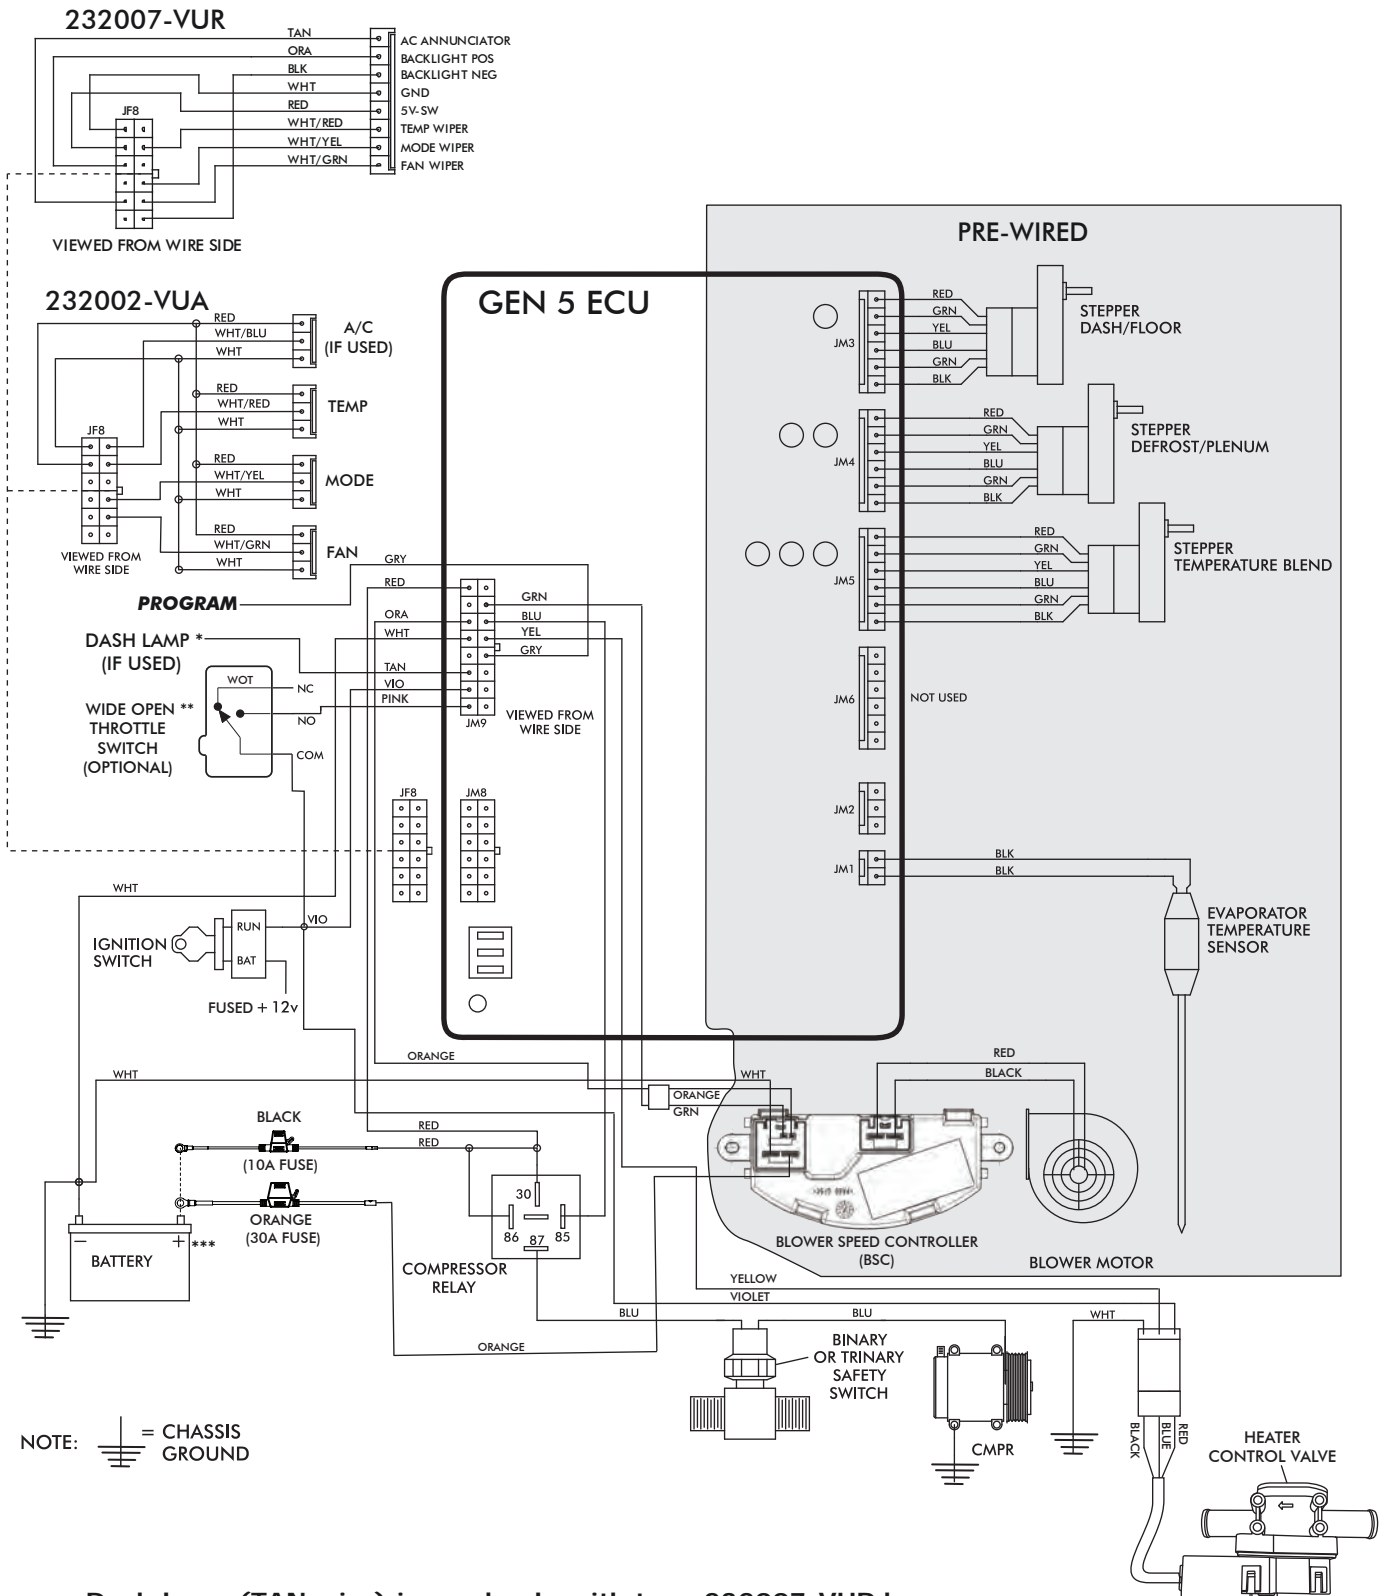 232007-VUR
TAN
ORA
BLK
WHT
RED
WHT/RED
WHT/YEL
WHT/GRN
AC ANNUNCIATOR
BACKLIGHT POS
BACKLIGHT NEG
GND
5V-SW
TEMP WIPER
MODE WIPER
FAN WIPER
JF8
VIEWED FROM WIRE SIDE
232002-VUA
RED
WHT/BLU
WHT
A/C
(IF USED)
RED
WHT/RED
WHT
TEMP
JF8
RED
WHT/YEL
WHT
MODE
RED
WHT/GRN
WHT
FAN
VIEWED FROM
WIRE SIDE
GEN 5 ECU
PRE-WIRED
JM3
RED
GRN
YEL
BLU
GRN
BLK
STEPPER
DASH/FLOOR
JM4
RED
GRN
YEL
BLU
GRN
BLK
STEPPER
DEFROST/PLENUM
JM5
RED
GRN
YEL
BLU
GRN
BLK
STEPPER
TEMPERATURE BLEND
JM6
NOT USED
JM2
JM1
BLK
BLK
EVAPORATOR
TEMPERATURE
SENSOR
PROGRAM
GRY
RED
ORA
WHT
TAN
VIO
PINK
GRN
BLU
YEL
GRY
JM9
VIEWED FROM
WIRE SIDE
DASH LAMP *
(IF USED)
WOT
NC
NO
COM
WIDE OPEN **
THROTTLE
SWITCH
(OPTIONAL)
JF8
JM8
WHT
VIO
IGNITION
SWITCH
RUN
BAT
FUSED + 12v
ORANGE
WHT
WHT
ORANGE
GRN
RED
BLACK
BLACK
(10A FUSE)
RED
RED
ORANGE
(30A FUSE)
30
86
87
85
COMPRESSOR
RELAY
BATTERY
−
+
***
BLOWER SPEED CONTROLLER
(BSC)
BLOWER MOTOR
YELLOW
VIOLET
BLU
BLU
WHT
ORANGE
BINARY
OR TRINARY
SAFETY
SWITCH
CMPR
BLACK
BLUE
RED
HEATER
CONTROL VALVE
NOTE:
= CHASSIS
GROUND